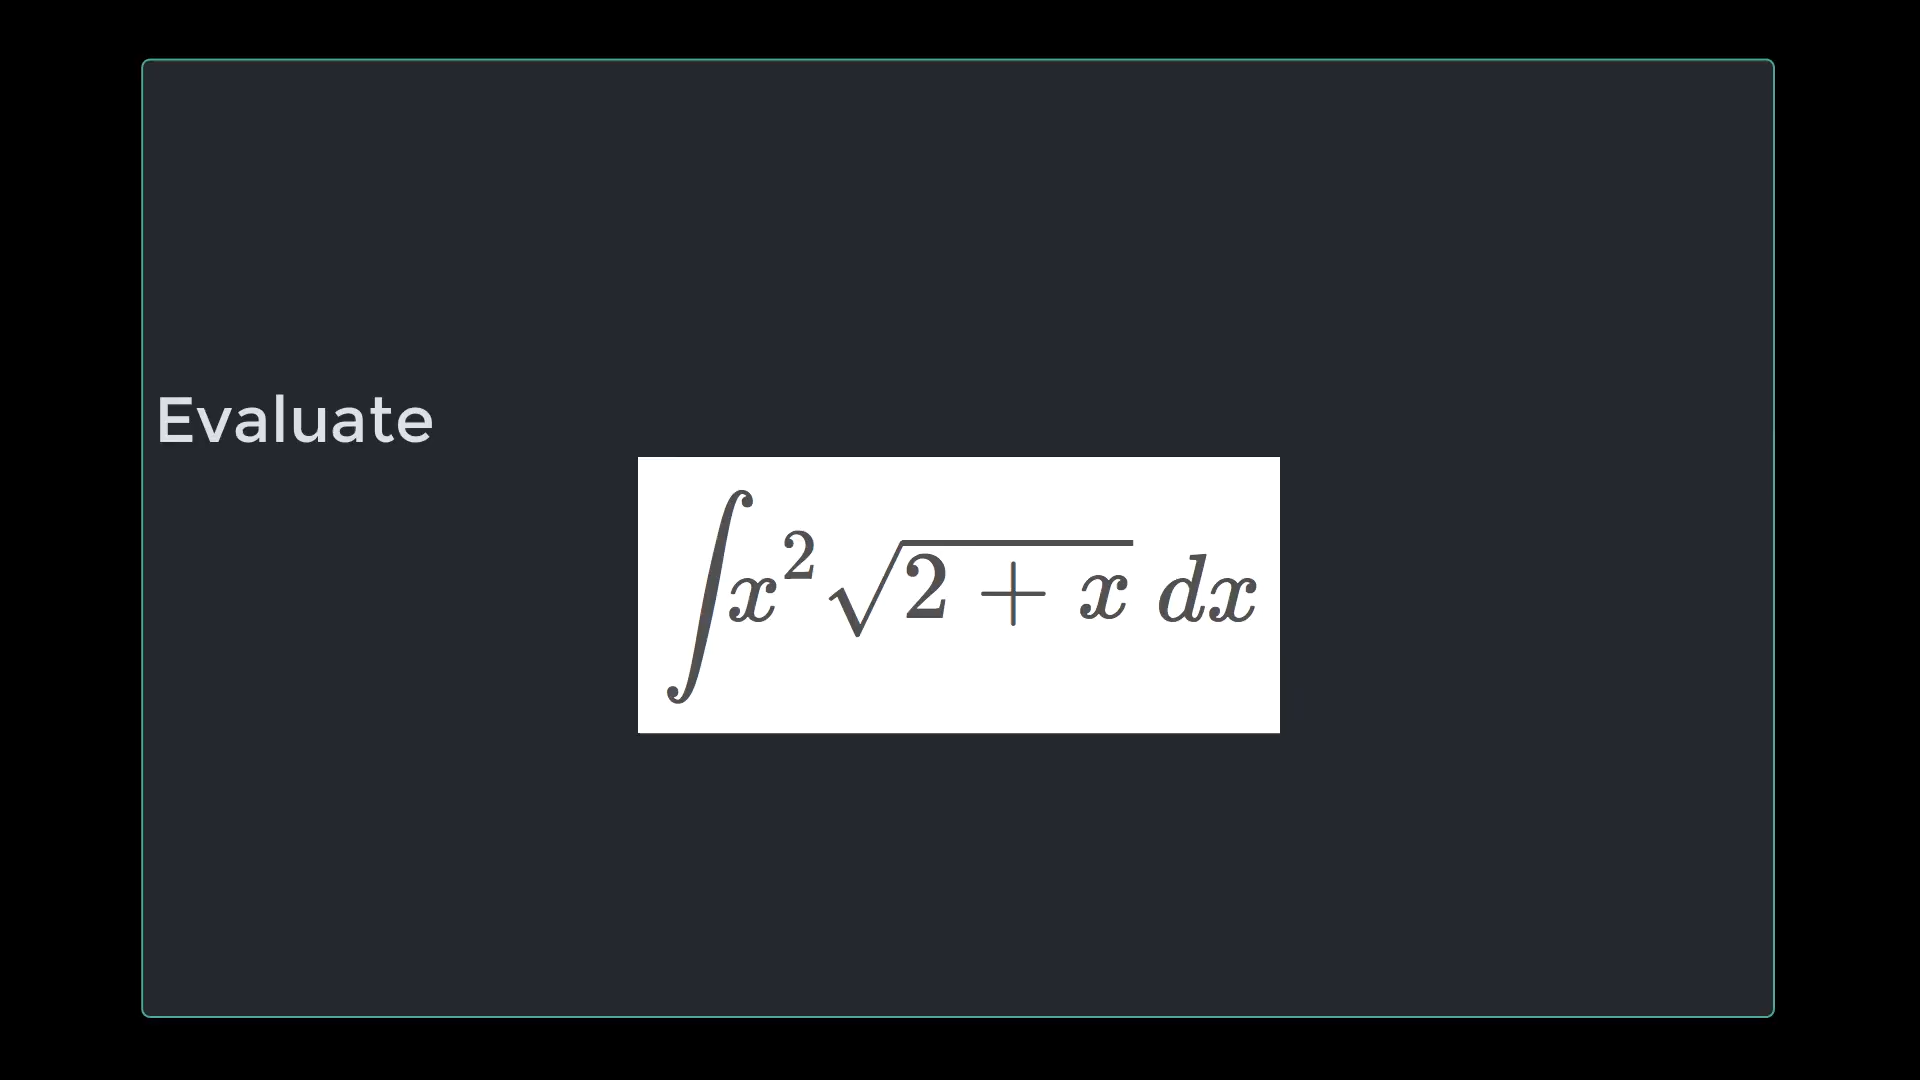 Evaluate
∫x²√(2 + x) dx